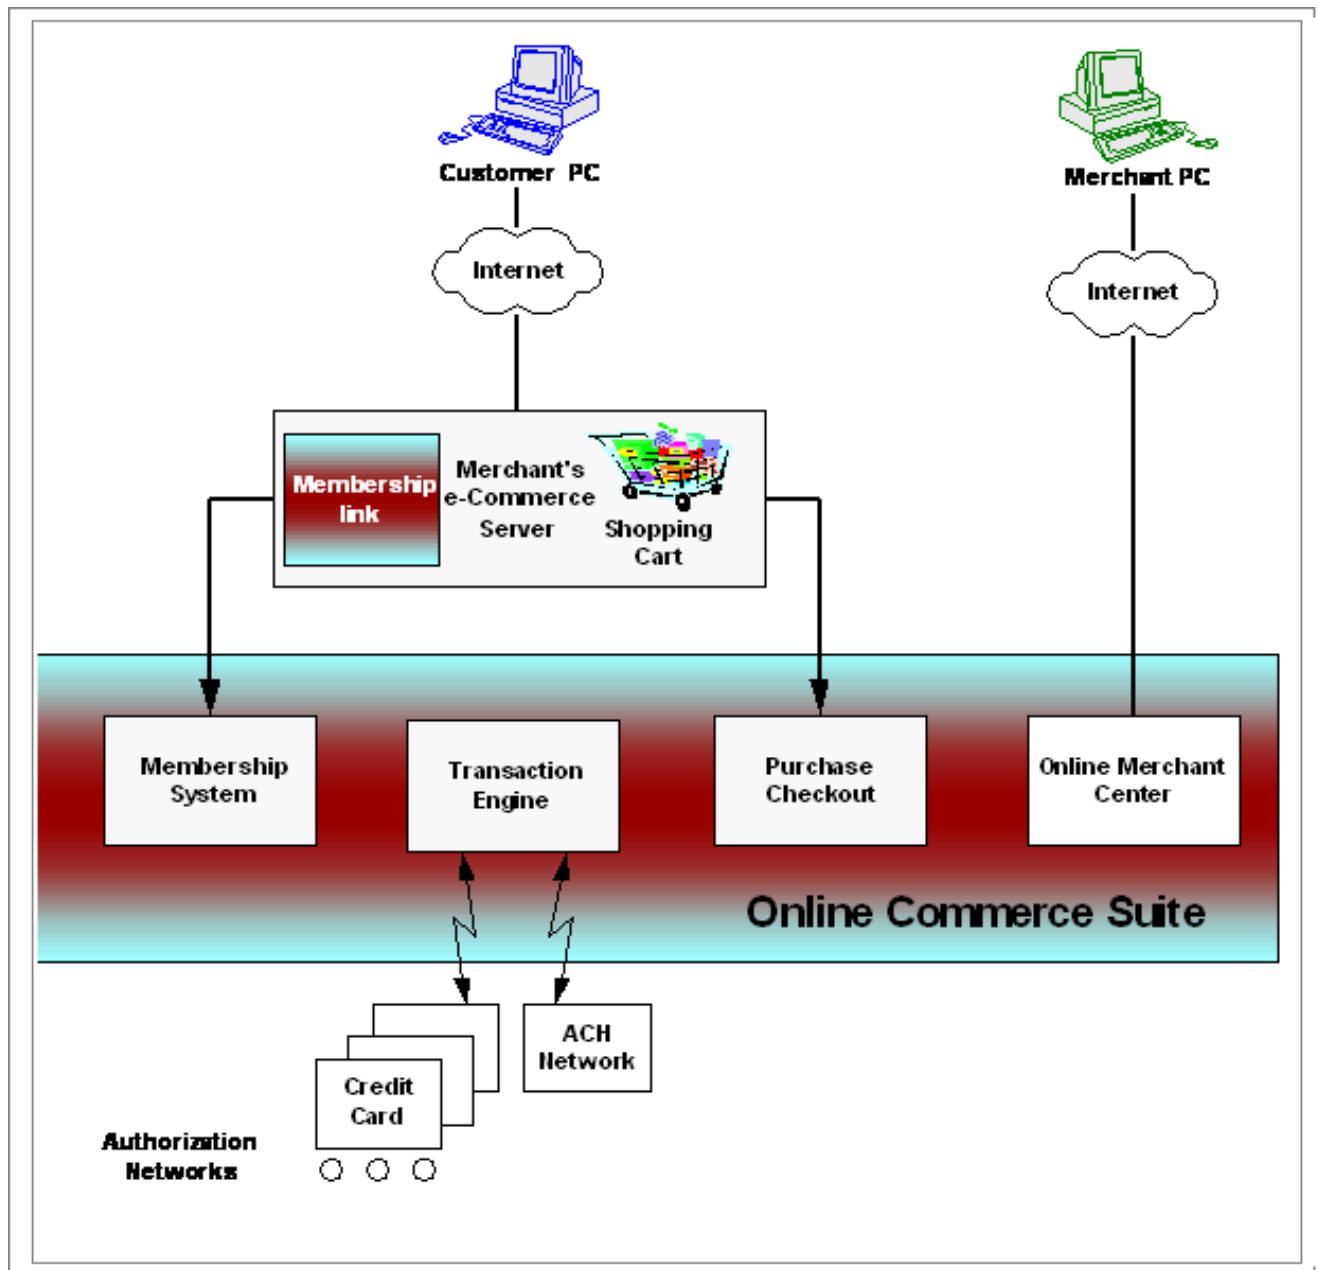 Customer PC
Merchant PC
Internet
Internet
Membership
link
Merchant's
e-Commerce
Server
Shopping
Cart
Membership
System
Transaction
Engine
Purchase
Checkout
Online Merchant
Center
Online Commerce Suite
ACH
Network
Credit
Card
Authorization
Networks